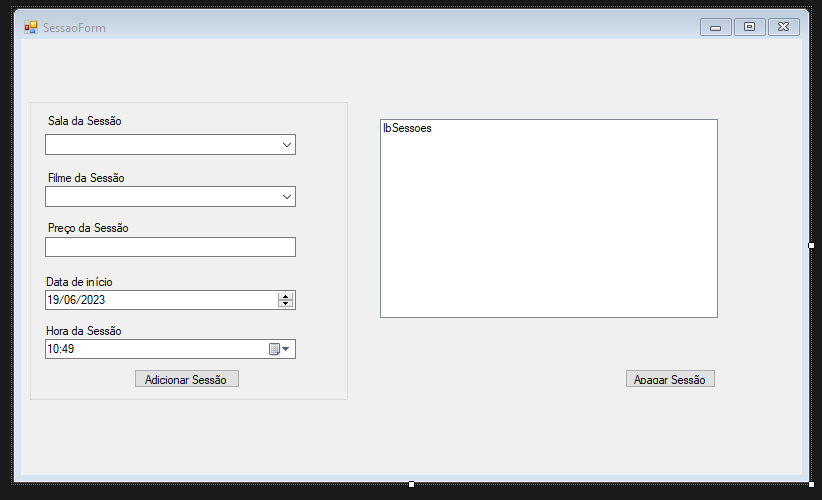 SessaoForm
Sala da Sessão
Filme da Sessão
Preço da Sessão
Data de início
19/06/2023
Hora da Sessão
10:49
Adicionar Sessão
lbSessoes
Apagar Sessão